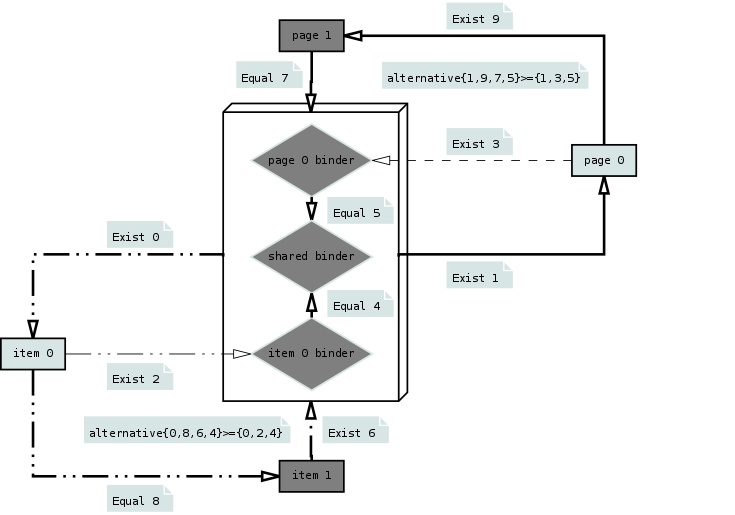 Exist 9
page 1
Equal 7
alternative{1,9,7,5}>={1,3,5}
Exist 3
page 0 binder
page 0
Equal 5
Exist 0
shared binder
Exist 1
Equal 4
item 0
item 0 binder
Exist 2
alternative{0,8,6,4}>={0,2,4}
Exist 6
item 1
Equal 8